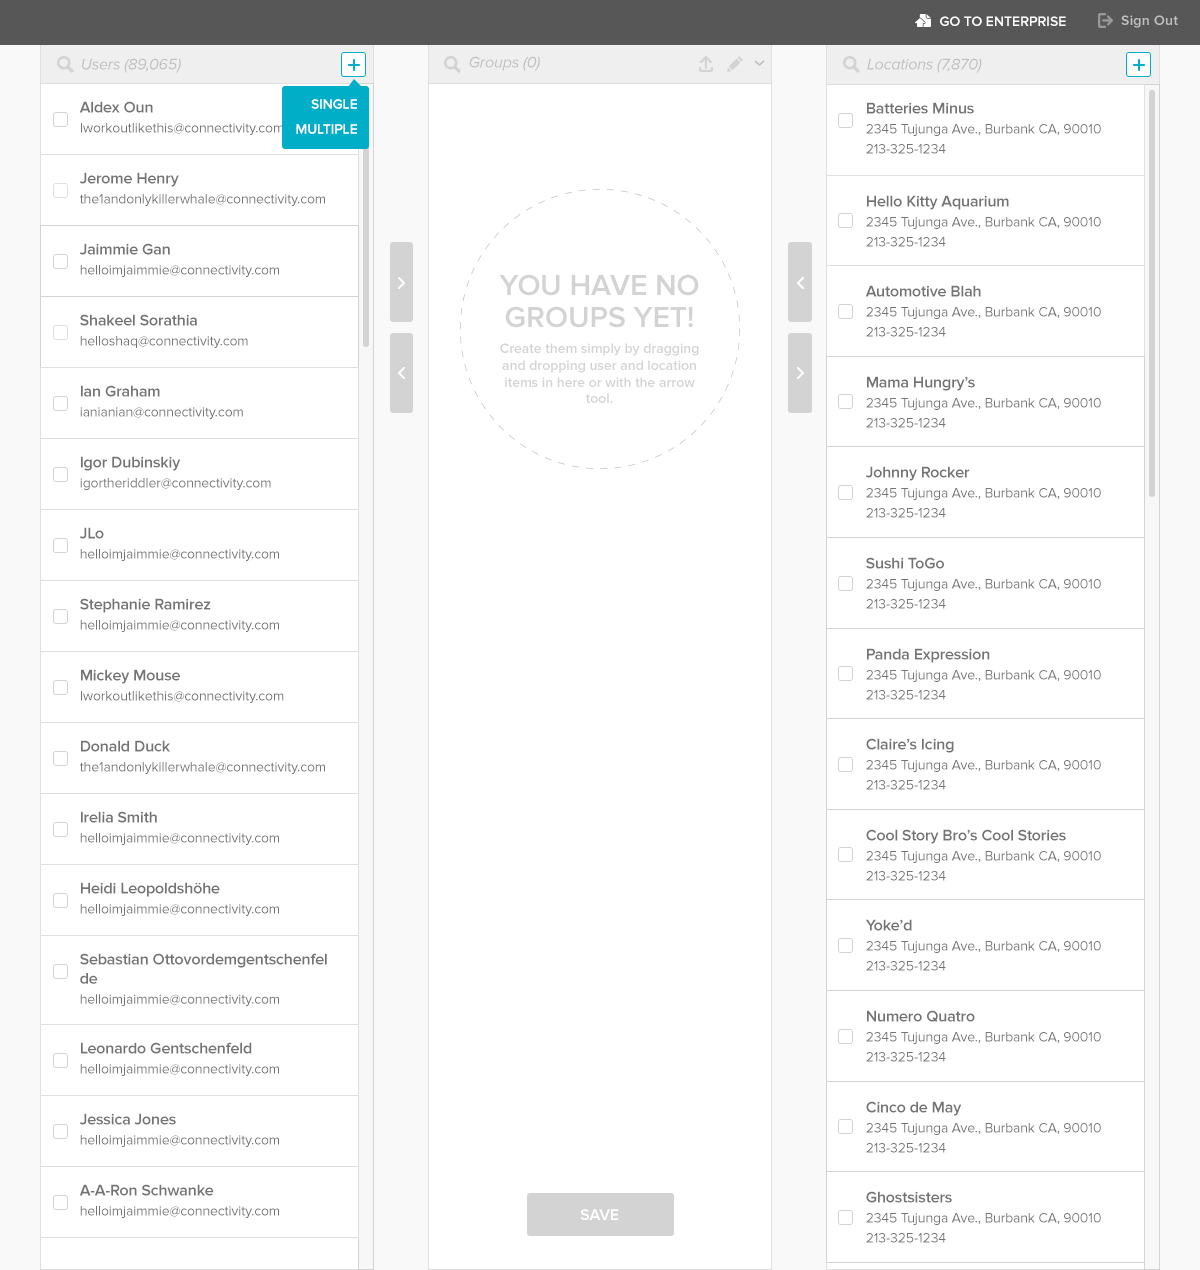 GO TO ENTERPRISE
Sign Out
Users (89,065)
SINGLE
MULTIPLE
Aldex Oun
lworkoutlikethis@connectivity.com
Jerome Henry
the1andonlykillerwhale@connectivity.com
Jaimmie Gan
helloimjaimmie@connectivity.com
Shakeel Sorathia
helloshaq@connectivity.com
Ian Graham
ianianian@connectivity.com
Igor Dubinskiy
igortheriddler@connectivity.com
JLo
helloimjaimmie@connectivity.com
Stephanie Ramirez
helloimjaimmie@connectivity.com
Mickey Mouse
lworkoutlikethis@connectivity.com
Donald Duck
the1andonlykillerwhale@connectivity.com
Irelia Smith
helloimjaimmie@connectivity.com
Heidi Leopoldshöhe
helloimjaimmie@connectivity.com
Sebastian Ottovordemgentschenfel
de
helloimjaimmie@connectivity.com
Leonardo Gentschenfeld
helloimjaimmie@connectivity.com
Jessica Jones
helloimjaimmie@connectivity.com
A-A-Ron Schwanke
helloimjaimmie@connectivity.com
Groups (0)
YOU HAVE NO
GROUPS YET!
Create them simply by dragging
and dropping user and location
items in here or with the arrow
tool.
SAVE
Locations (7,870)
Batteries Minus
2345 Tujunga Ave., Burbank CA, 90010
213-325-1234
Hello Kitty Aquarium
2345 Tujunga Ave., Burbank CA, 90010
213-325-1234
Automotive Blah
2345 Tujunga Ave., Burbank CA, 90010
213-325-1234
Mama Hungry’s
2345 Tujunga Ave., Burbank CA, 90010
213-325-1234
Johnny Rocker
2345 Tujunga Ave., Burbank CA, 90010
213-325-1234
Sushi ToGo
2345 Tujunga Ave., Burbank CA, 90010
213-325-1234
Panda Expression
2345 Tujunga Ave., Burbank CA, 90010
213-325-1234
Claire’s Icing
2345 Tujunga Ave., Burbank CA, 90010
213-325-1234
Cool Story Bro’s Cool Stories
2345 Tujunga Ave., Burbank CA, 90010
213-325-1234
Yoke’d
2345 Tujunga Ave., Burbank CA, 90010
213-325-1234
Numero Quatro
2345 Tujunga Ave., Burbank CA, 90010
213-325-1234
Cinco de May
2345 Tujunga Ave., Burbank CA, 90010
213-325-1234
Ghostsisters
2345 Tujunga Ave., Burbank CA, 90010
213-325-1234